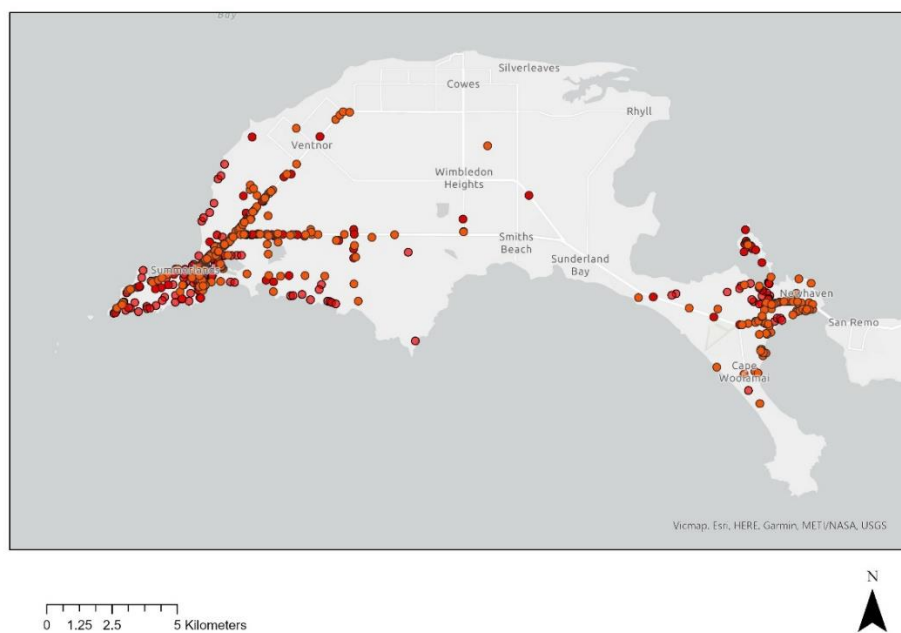 Bay
Silverleaves
Cowes
Rhyll
Ventnor
Wimbledon
Heights
Smiths
Beach
Sunderland
Bay
Summerlands
Newhaven
San Remo
Cape
Woolamai
Vicmap, Esri, HERE, Garmin, METI/NASA, USGS
N
0 1.25 2.5 5 Kilometers